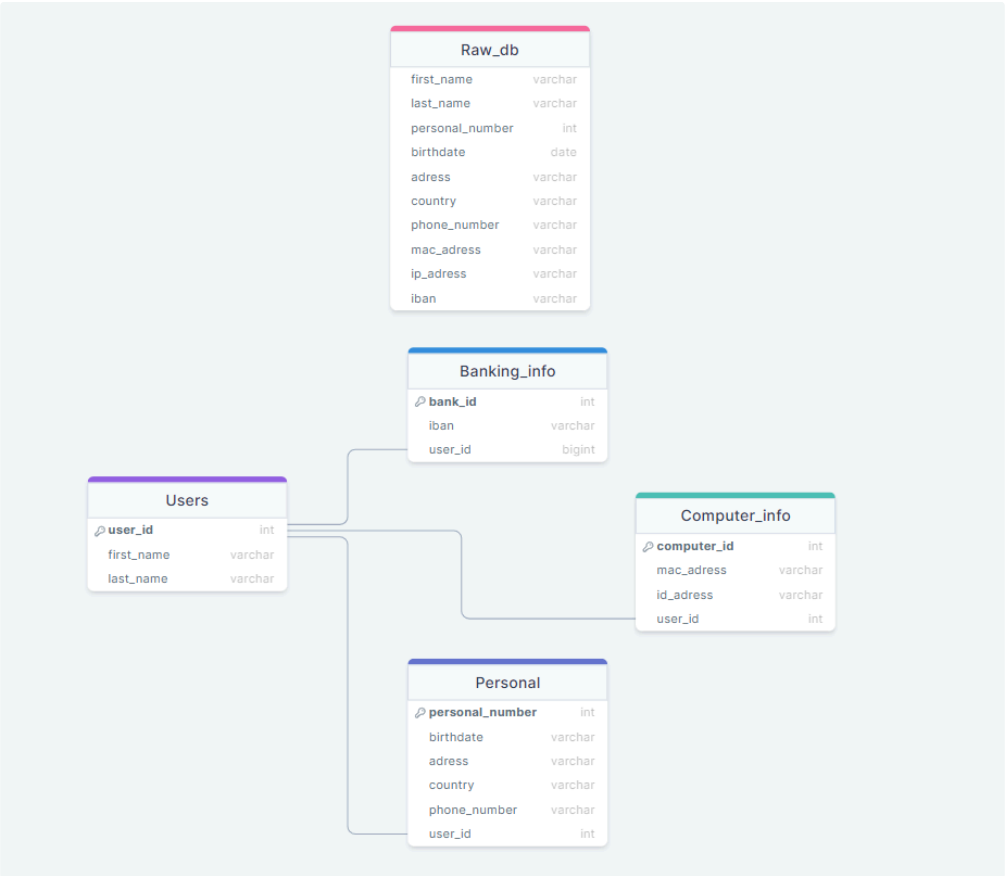 Raw_db
first_name varchar
last_name varchar
personal_number int
birthdate date
adress varchar
country varchar
phone_number varchar
mac_adress varchar
ip_adress varchar
iban varchar
Banking_info
bank_id int
iban varchar
user_id bigint
Users
user_id int
first_name varchar
last_name varchar
Computer_info
computer_id int
mac_adress varchar
id_adress varchar
user_id int
Personal
personal_number int
birthdate varchar
adress varchar
country varchar
phone_number varchar
user_id int